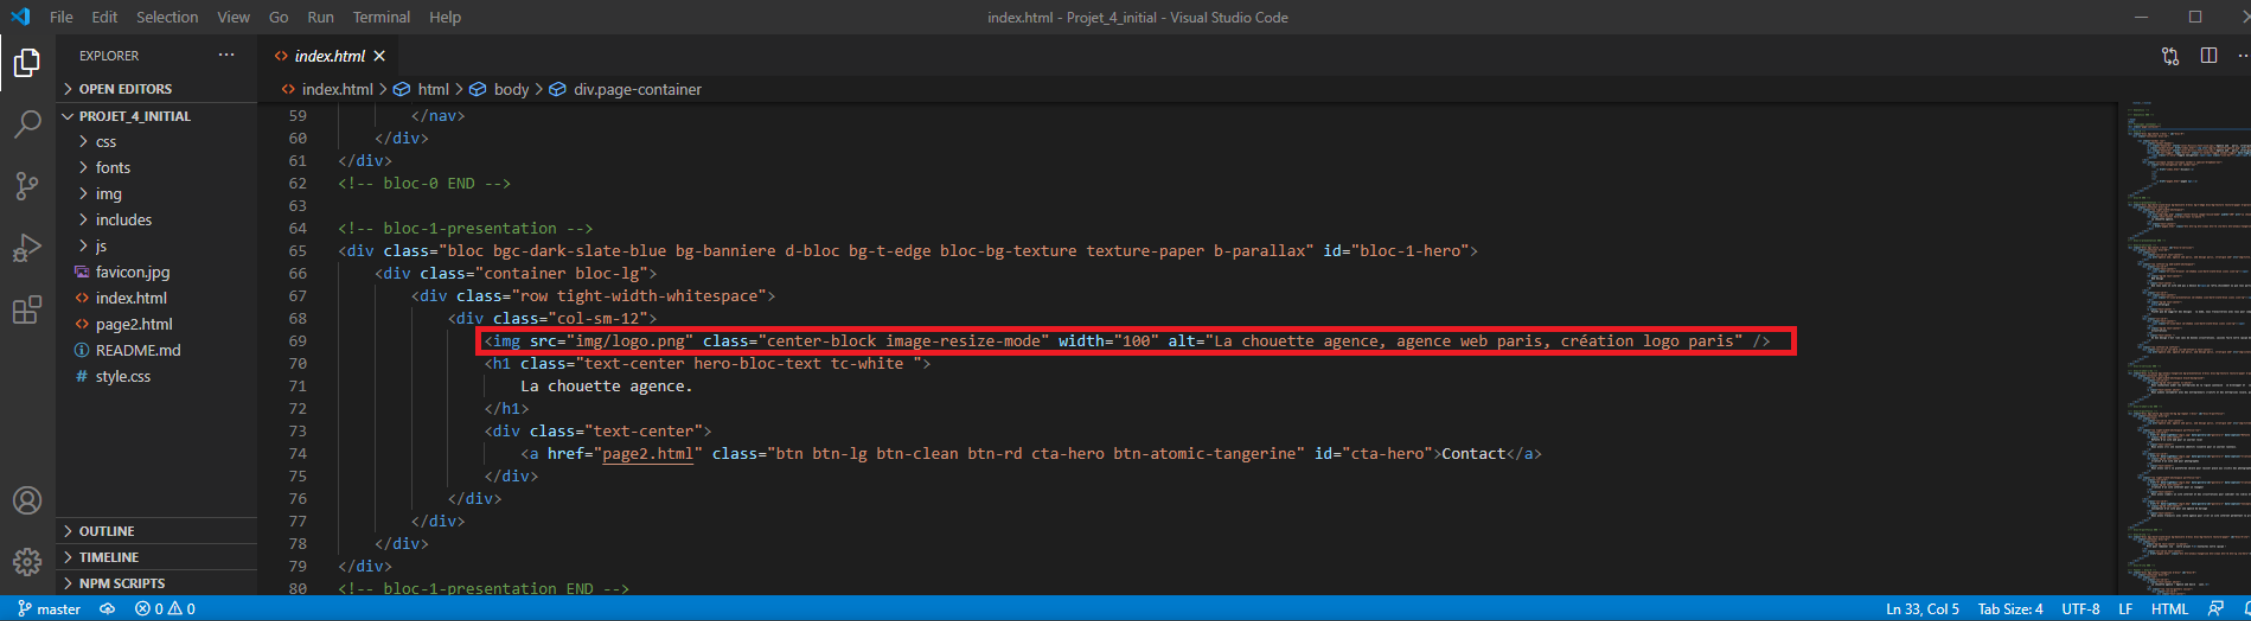 File Edit Selection View Go Run Terminal Help index.html - Projet_4_initial - Visual Studio Code
EXPLORER ··· <> index.html ×
> OPEN EDITORS
<> index.html > html > body > div.page-container
PROJET_4_INITIAL
> css
> fonts
> img
> includes
> js
favicon.jpg
<> index.html
<> page2.html
README.md
# style.css
> OUTLINE
> TIMELINE
> NPM SCRIPTS
59 </nav>
60 </div>
61 </div>
62 <!-- bloc-0 END -->
63
64 <!-- bloc-1-presentation -->
65 <div class="bloc bgc-dark-slate-blue bg-banniere d-bloc bg-t-edge bloc-bg-texture texture-paper b-parallax" id="bloc-1-hero">
66 <div class="container bloc-lg">
67 <div class="row tight-width-whitespace">
68 <div class="col-sm-12">
69 <img src="img/logo.png" class="center-block image-resize-mode" width="100" alt="La chouette agence, agence web paris, création logo paris" />
70 <h1 class="text-center hero-bloc-text tc-white ">
71 La chouette agence.
72 </h1>
73 <div class="text-center">
74 <a href="page2.html" class="btn btn-lg btn-clean btn-rd cta-hero btn-atomic-tangerine" id="cta-hero">Contact</a>
75 </div>
76 </div>
77 </div>
78 </div>
79 </div>
80 <!-- bloc-1-presentation END -->
master 0 0 Ln 33, Col 5 Tab Size: 4 UTF-8 LF HTML